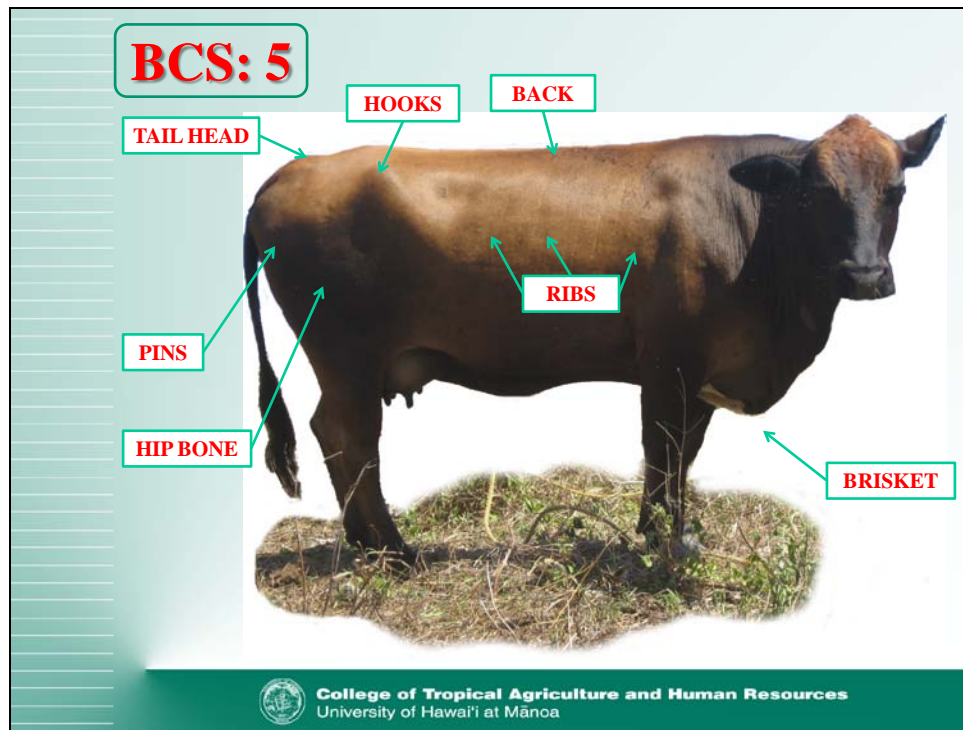 BCS: 5
HOOKS
BACK
TAIL HEAD
RIBS
PINS
HIP BONE
BRISKET
College of Tropical Agriculture and Human Resources
University of Hawai‘i at Mānoa